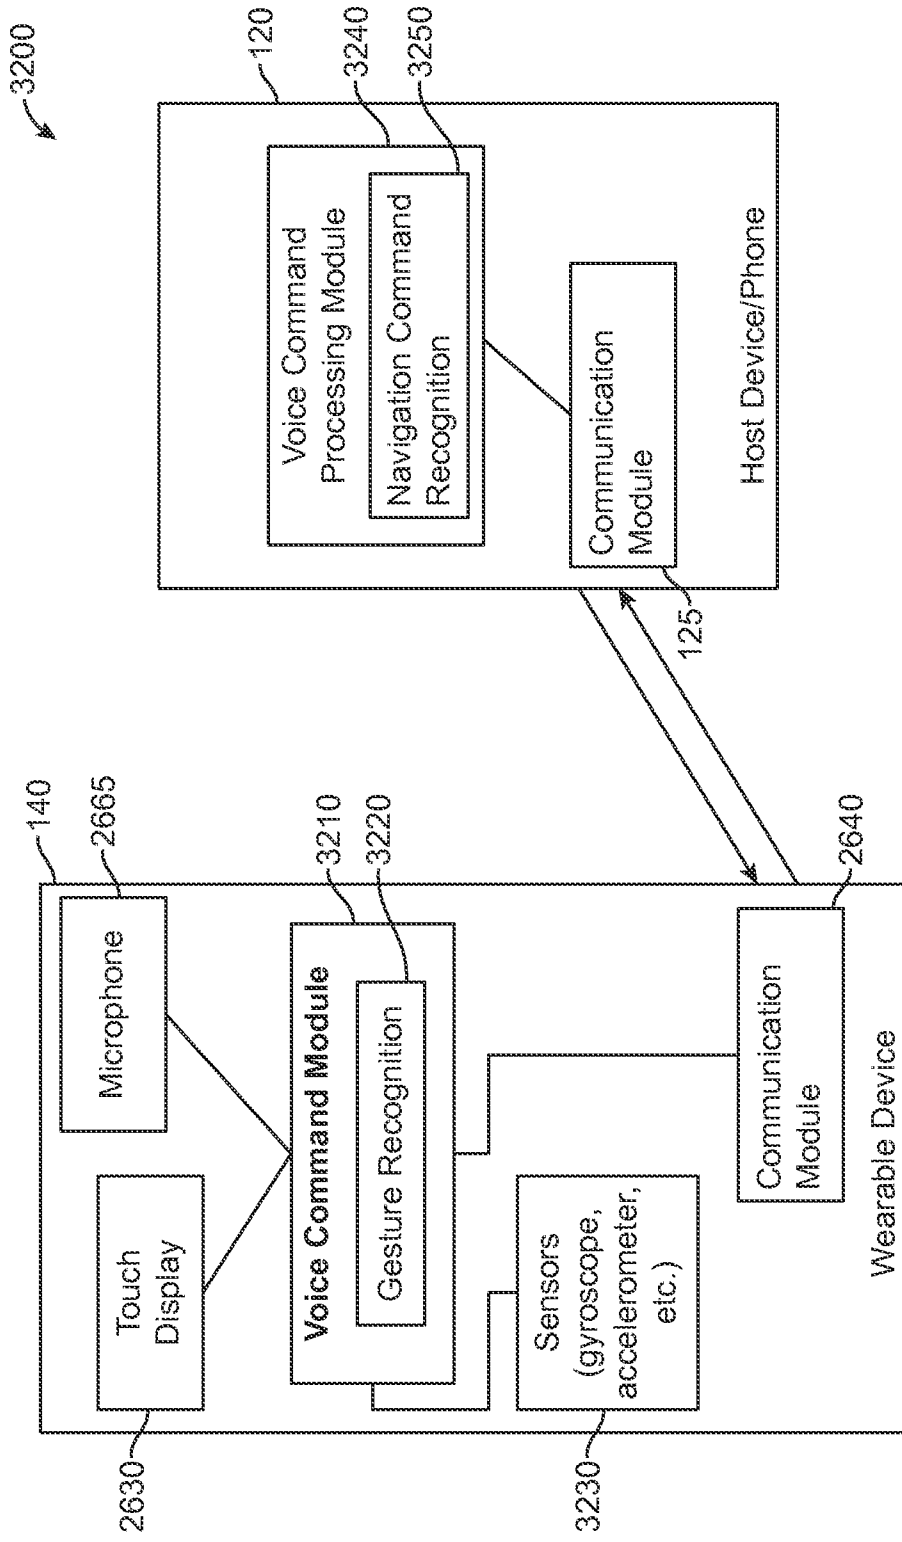 3200
140
2665
Microphone
Touch
Display
2630
3210
3220
Voice Command Module
Gesture Recognition
Sensors
(gyroscope,
accelerometer,
etc.)
3230
2640
Communication
Module
Wearable Device
120
3240
3250
Voice Command
Processing Module
Navigation Command
Recognition
Communication
Module
125
Host Device/Phone